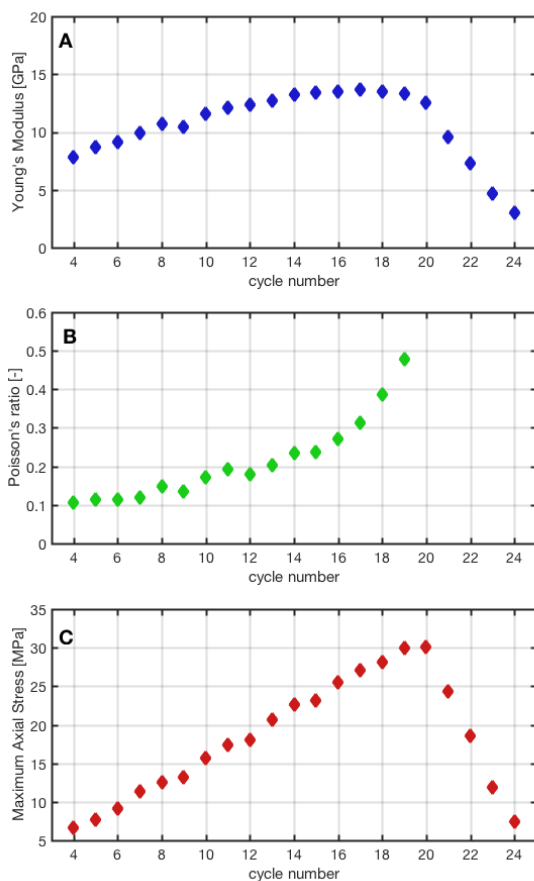 20
A
15
10
5
0
Young's Modulus [GPa]
4 6 8 10 12 14 16 18 20 22 24
cycle number
0.6
B
0.5
0.4
0.3
0.2
0.1
0
Poisson's ratio [-]
4 6 8 10 12 14 16 18 20 22 24
cycle number
35
C
30
25
20
15
10
5
Maximum Axial Stress [MPa]
4 6 8 10 12 14 16 18 20 22 24
cycle number